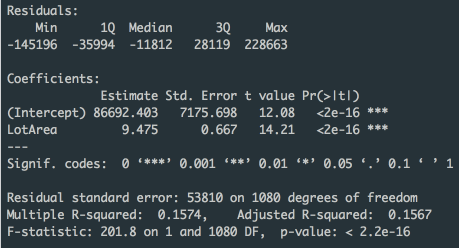 Residuals:
    Min      1Q  Median      3Q     Max
-145196  -35994  -11812   28119  228663
Coefficients:
             Estimate Std. Error t value Pr(>|t|)
(Intercept) 86692.403   7175.698   12.08   <2e-16 ***
LotArea         9.475      0.667   14.21   <2e-16 ***
---
Signif. codes:  0 ‘***’ 0.001 ‘**’ 0.01 ‘*’ 0.05 ‘.’ 0.1 ‘ ’ 1
Residual standard error: 53810 on 1080 degrees of freedom
Multiple R-squared:  0.1574,	Adjusted R-squared:  0.1567
F-statistic: 201.8 on 1 and 1080 DF,  p-value: < 2.2e-16